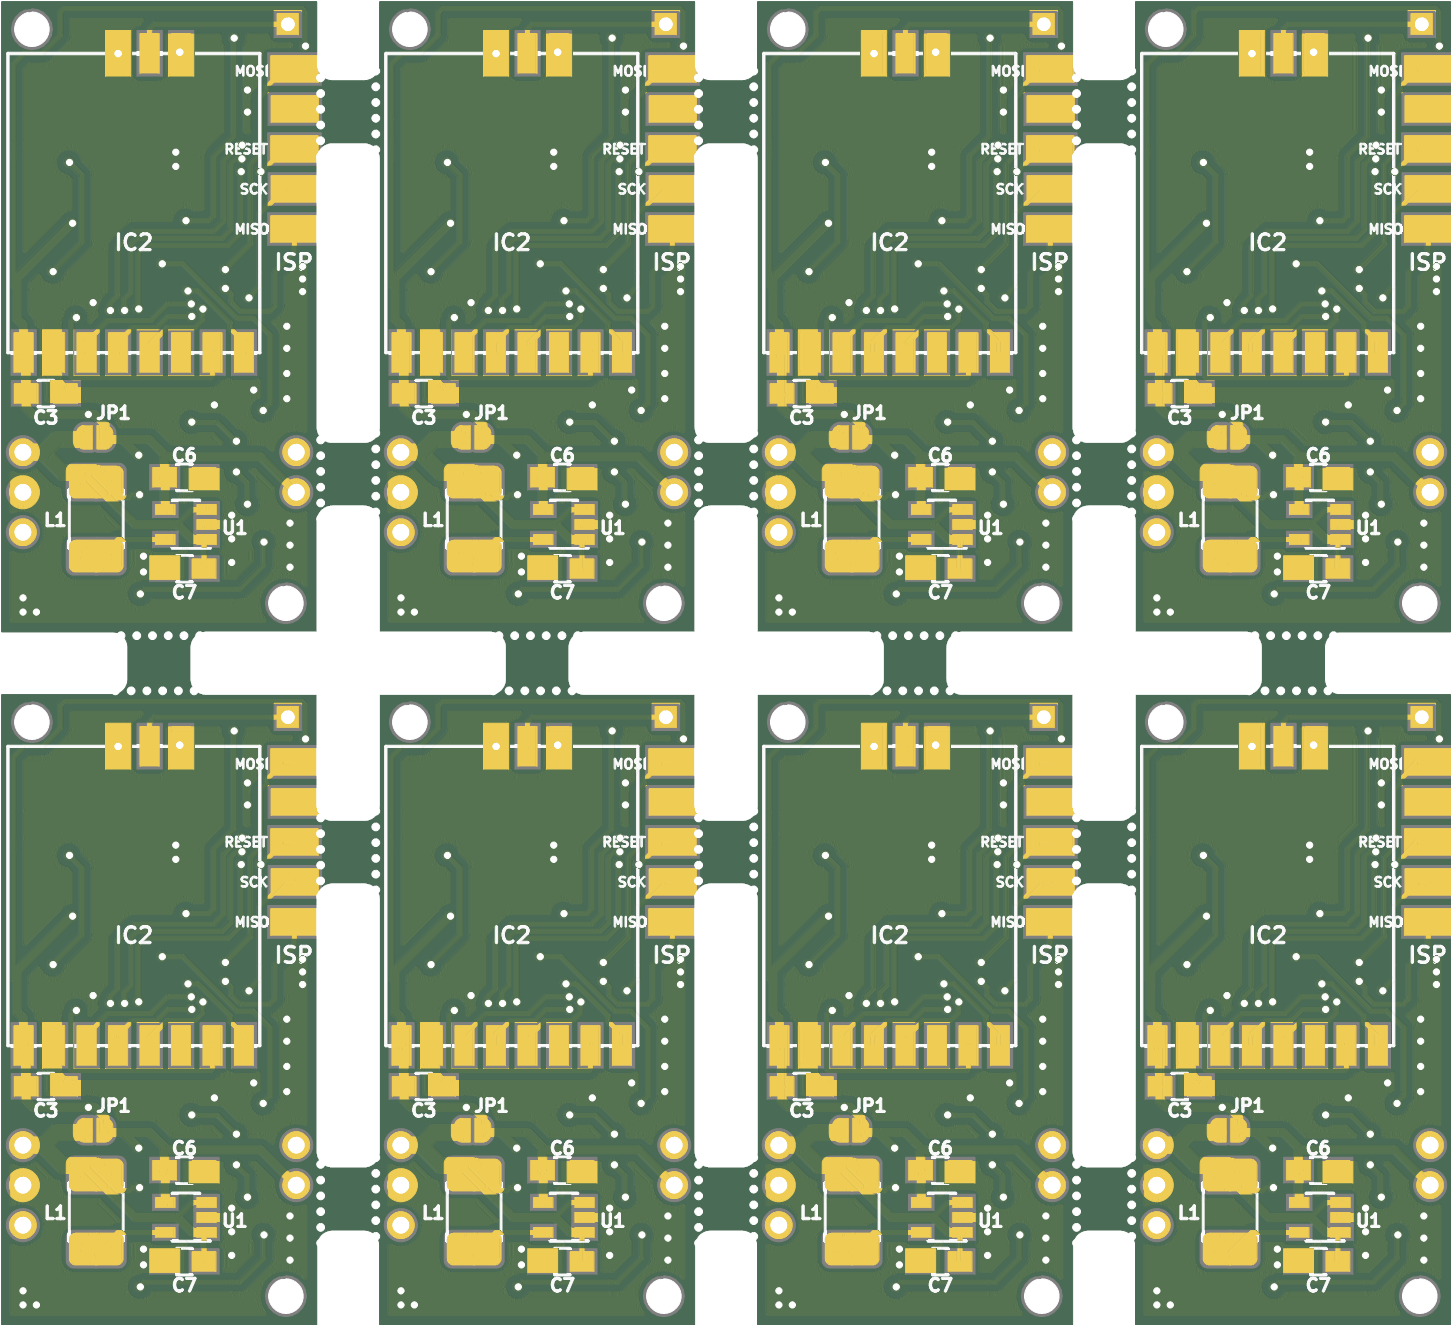 MOSI MOSI MOSI MOSI
RESET RESET RESET RESET
SCK SCK SCK SCK
MISO MISO MISO MISO
IC2 IC2 IC2 IC2
ISP ISP ISP ISP
JP1 JP1 JP1 JP1
C3 C3 C3 C3
C6 C6 C6 C6
L1 L1 L1 L1
U1 U1 U1 U1
C7 C7 C7 C7
MOSI MOSI MOSI MOSI
RESET RESET RESET RESET
SCK SCK SCK SCK
MISO MISO MISO MISO
IC2 IC2 IC2 IC2
ISP ISP ISP ISP
JP1 JP1 JP1 JP1
C3 C3 C3 C3
C6 C6 C6 C6
L1 L1 L1 L1
U1 U1 U1 U1
C7 C7 C7 C7